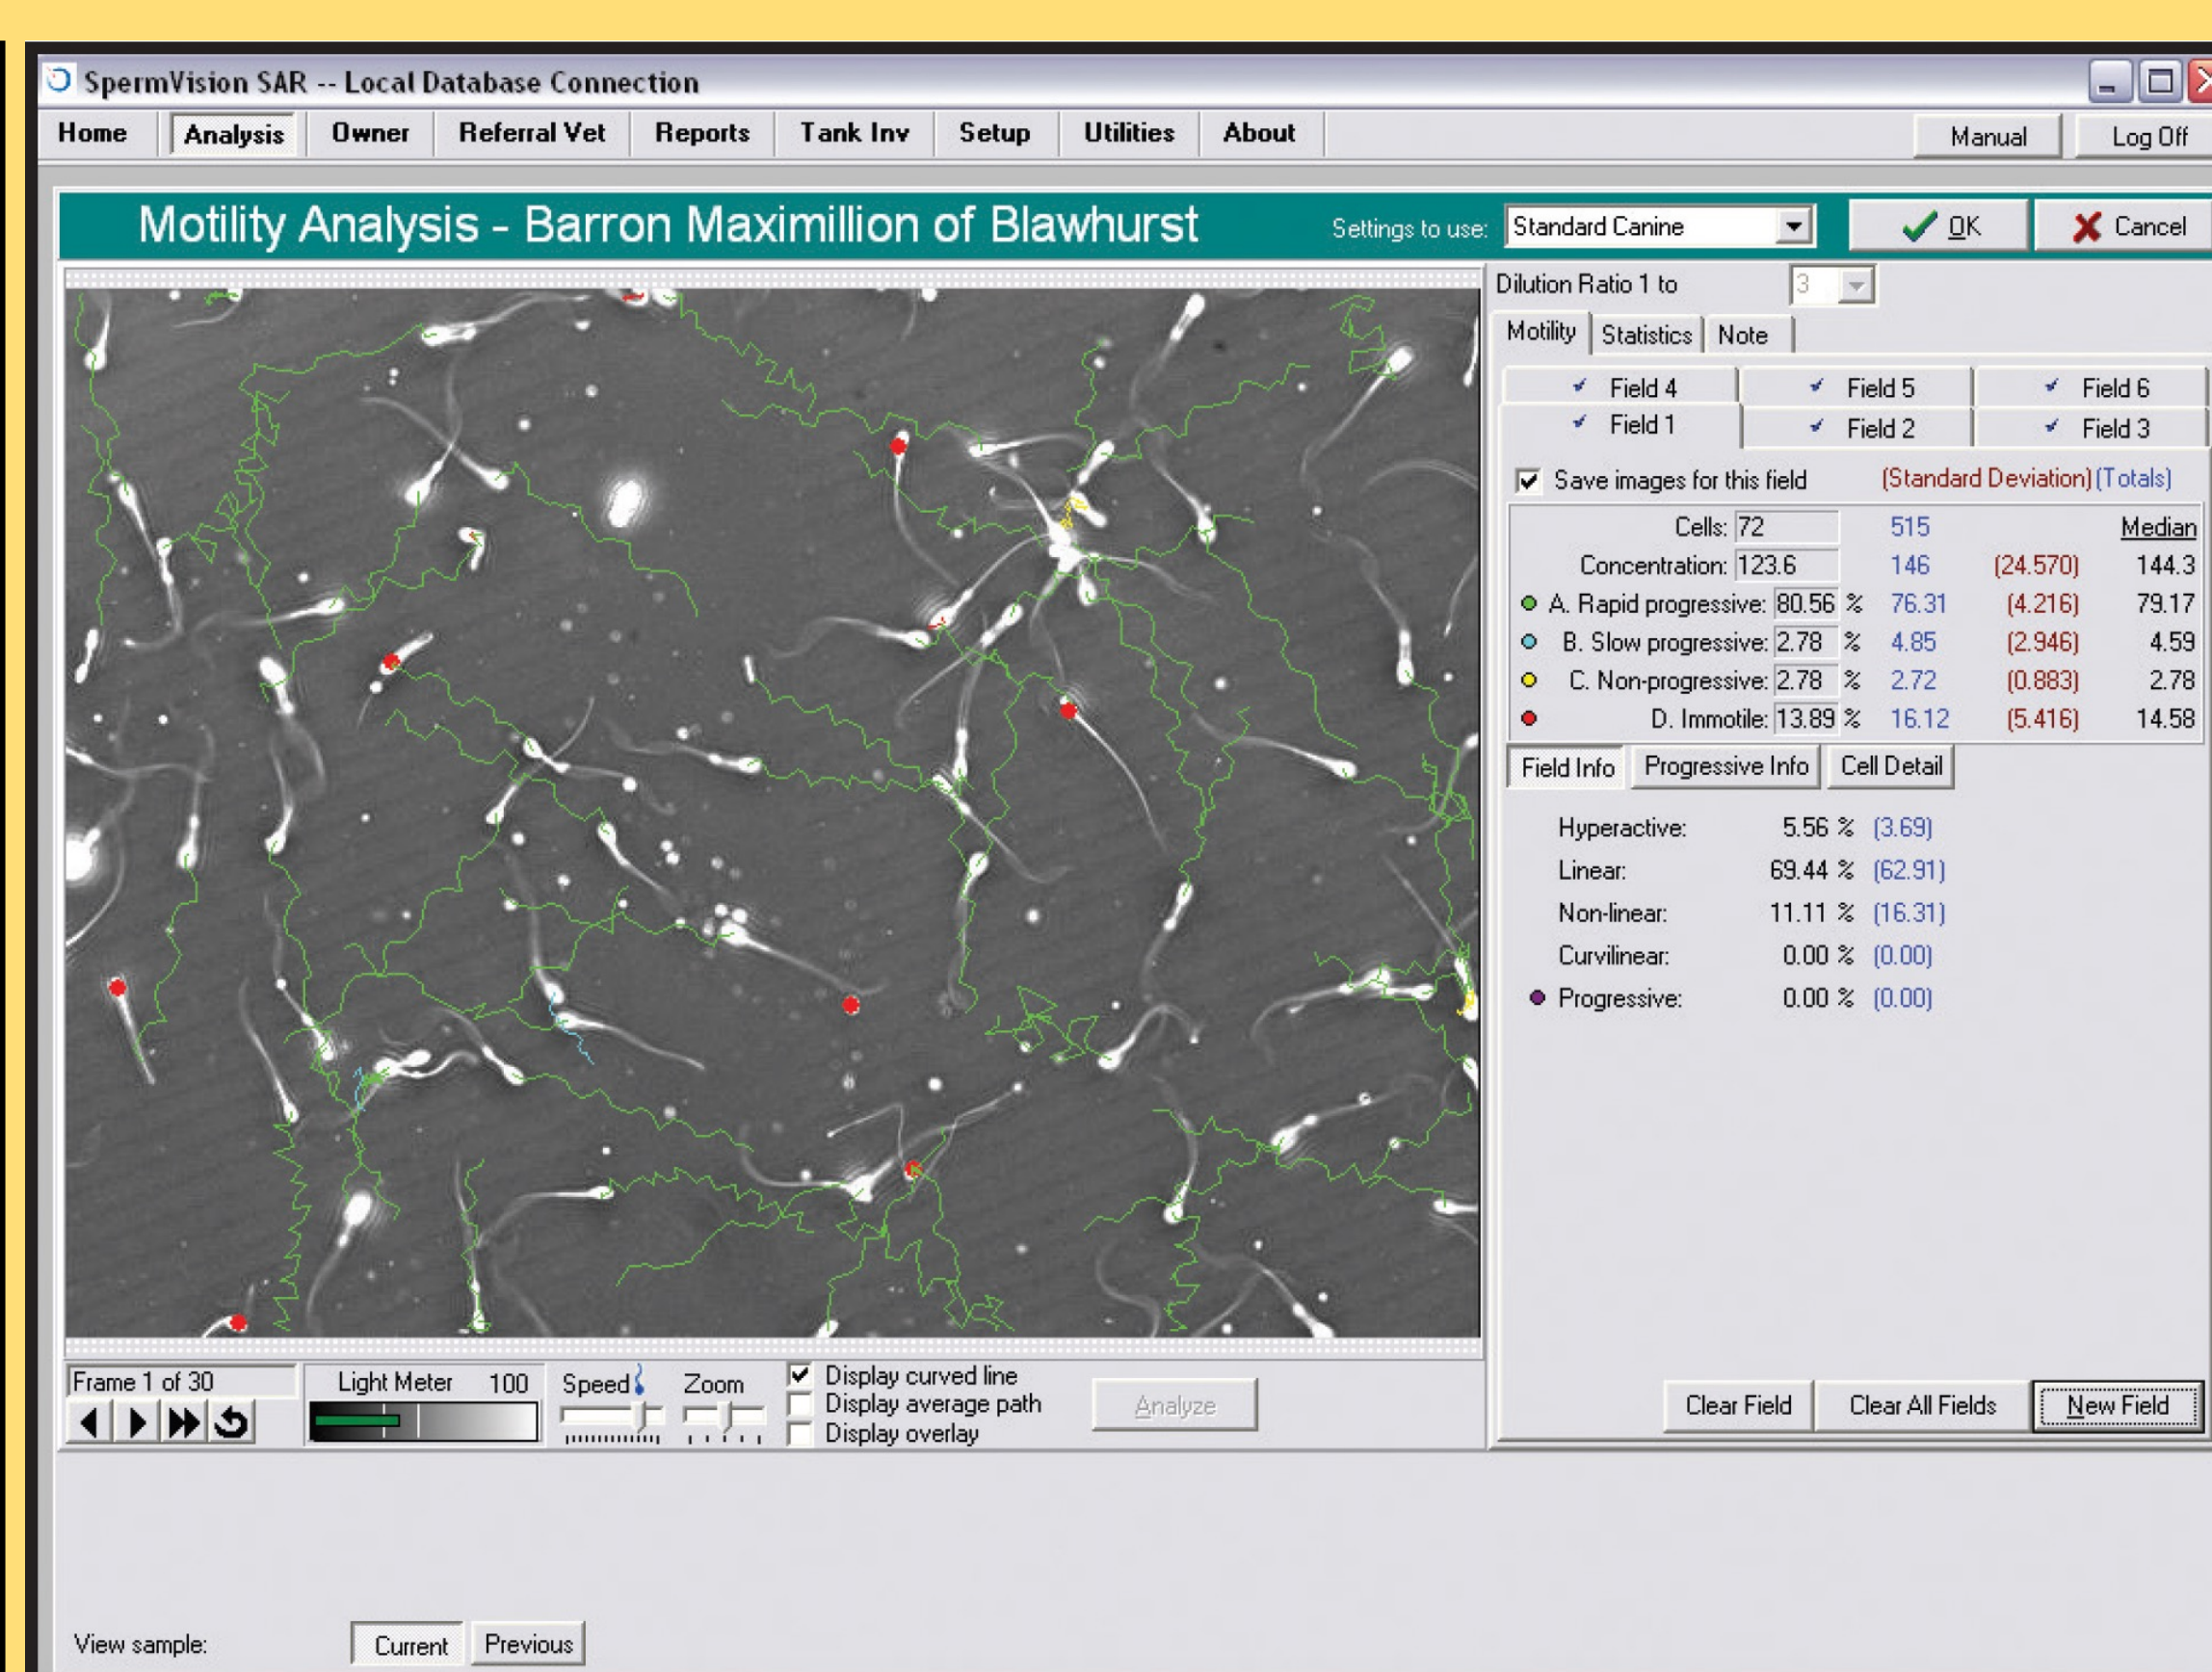 SpermVision SAR -- Local Database Connection
Home Analysis Owner Referral Vet Reports Tank Inv Setup Utilities About Manual Log Off
Motility Analysis - Barron Maximillion of Blawhurst Settings to use: Standard Canine OK Cancel
Dilution Ratio 1 to 3
Motility Statistics Note
Field 4 Field 5 Field 6
Field 1 Field 2 Field 3
Save images for this field (Standard Deviation) (Totals)
Cells: 72 515 Median
Concentration: 123.6 146 (24.570) 144.3
A. Rapid progressive: 80.56 % 76.31 (4.216) 79.17
B. Slow progressive: 2.78 % 4.85 (2.946) 4.59
C. Non-progressive: 2.78 % 2.72 (0.883) 2.78
D. Immotile: 13.89 % 16.12 (5.416) 14.58
Field Info Progressive Info Cell Detail
Hyperactive: 5.56 % (3.69)
Linear: 69.44 % (62.91)
Non-linear: 11.11 % (16.31)
Curvilinear: 0.00 % (0.00)
Progressive: 0.00 % (0.00)
Frame 1 of 30 Light Meter 100 Speed Zoom
Display curved line
Display average path
Display overlay
Analyze
Clear Field Clear All Fields New Field
View sample: Current Previous